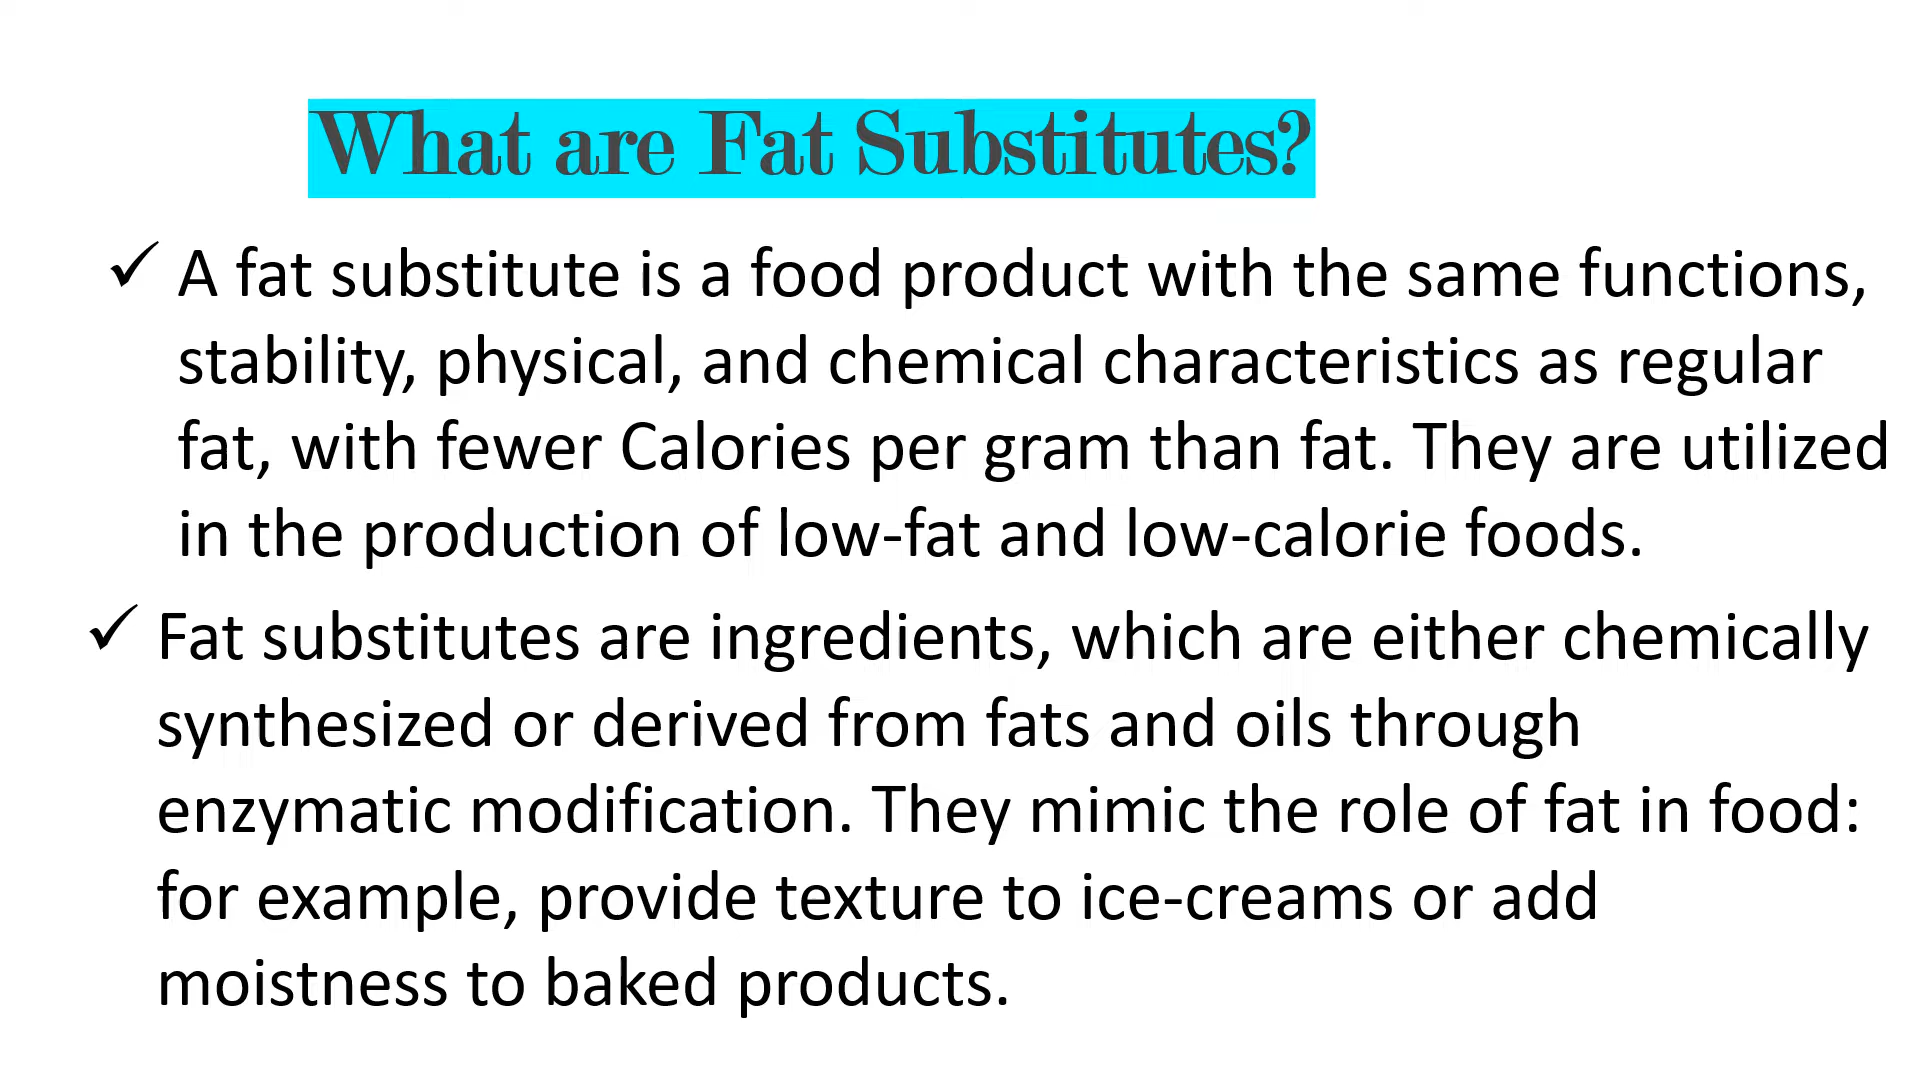 What are Fat Substitutes?
✓ A fat substitute is a food product with the same functions,
stability, physical, and chemical characteristics as regular
fat, with fewer Calories per gram than fat. They are utilized
in the production of low-fat and low-calorie foods.
✓ Fat substitutes are ingredients, which are either chemically
synthesized or derived from fats and oils through
enzymatic modification. They mimic the role of fat in food:
for example, provide texture to ice-creams or add
moistness to baked products.